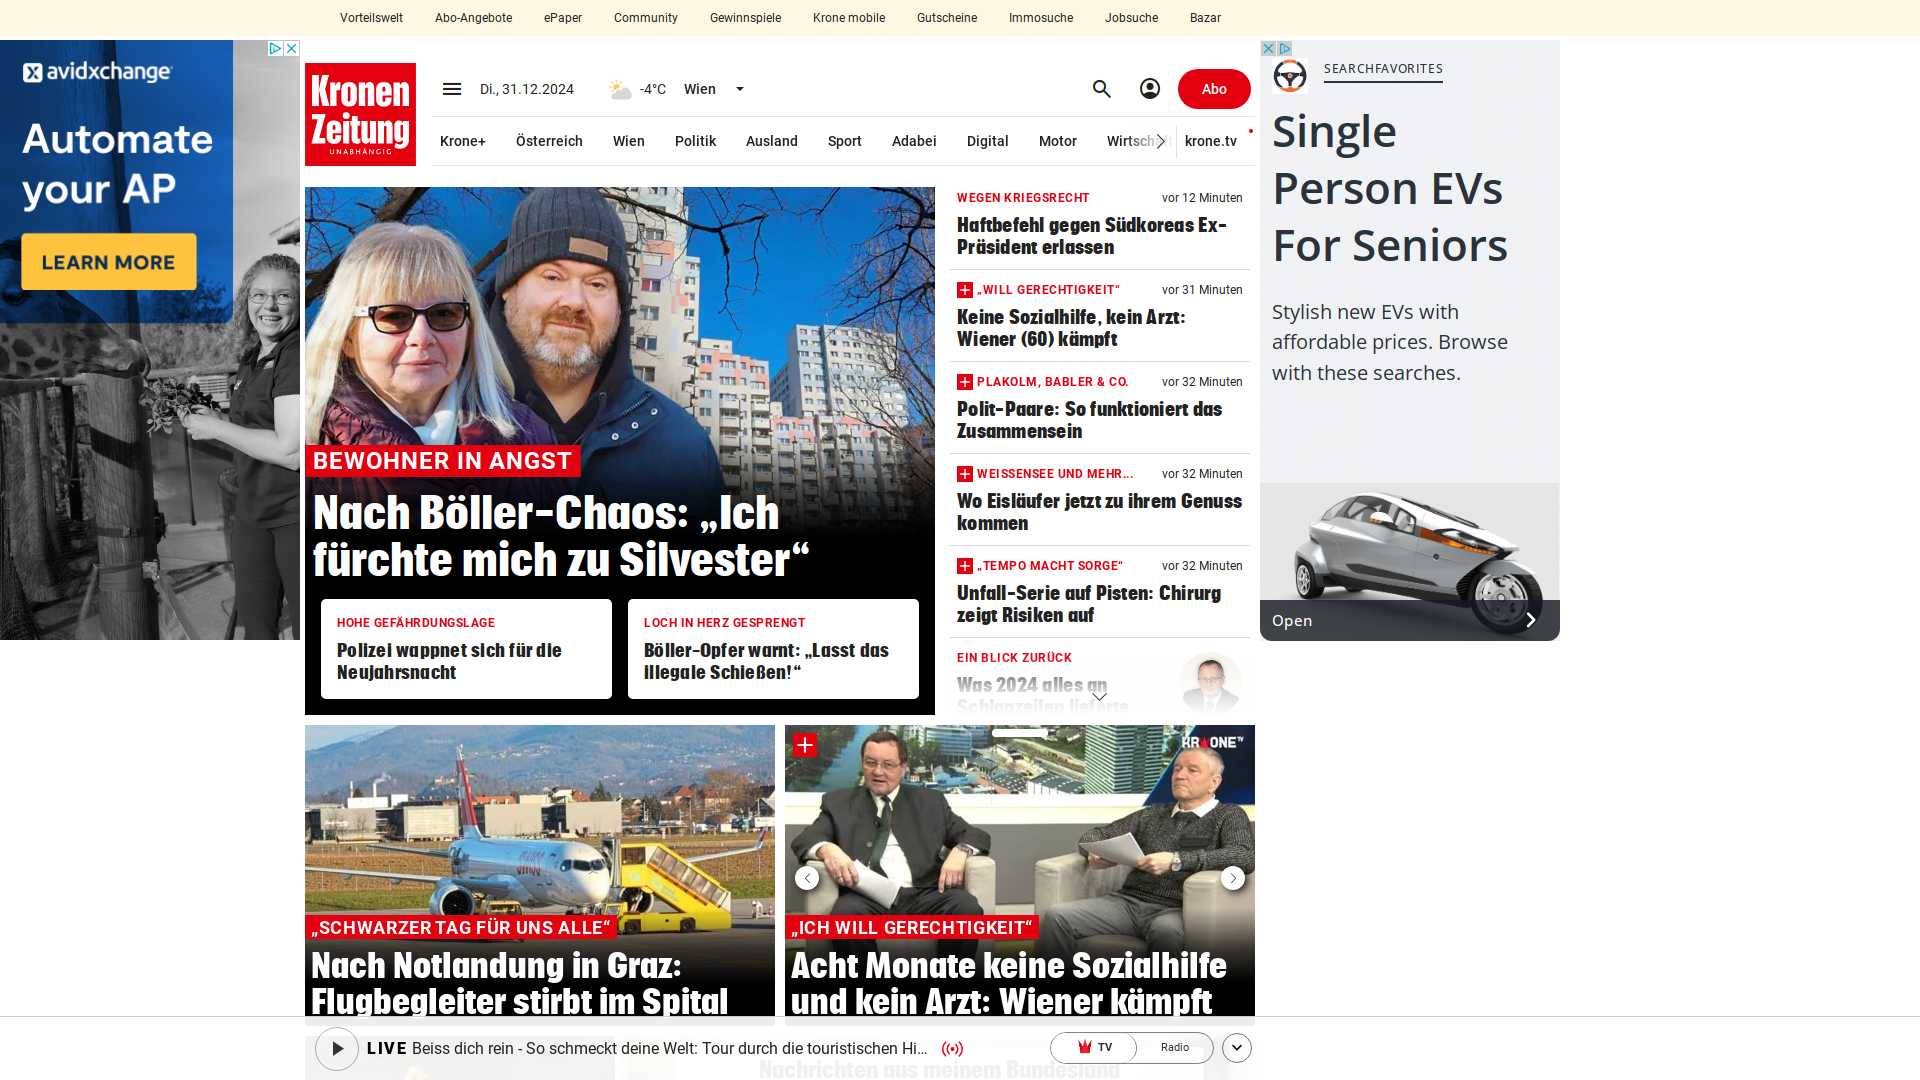 Vorteilswelt Abo-Angebote ePaper Community Gewinnspiele Krone mobile Gutscheine Immosuche Jobsuche Bazar
avidxchange
Automate
your AP
LEARN MORE
Kronen
Zeitung
UNABHÄNGIG
Di., 31.12.2024 -4°C Wien
Abo
Krone+ Österreich Wien Politik Ausland Sport Adabei Digital Motor Wirtsch krone.tv
BEWOHNER IN ANGST
Nach Böller-Chaos: „Ich
fürchte mich zu Silvester“
HOHE GEFÄHRDUNGSLAGE
Polizei wappnet sich für die
Neujahrsnacht
LOCH IN HERZ GESPRENGT
Böller-Opfer warnt: „Lasst das
illegale Schießen!“
WEGEN KRIEGSRECHT vor 12 Minuten
Haftbefehl gegen Südkoreas Ex-
Präsident erlassen
„WILL GERECHTIGKEIT“ vor 31 Minuten
Keine Sozialhilfe, kein Arzt:
Wiener (60) kämpft
PLAKOLM, BABLER & CO. vor 32 Minuten
Polit-Paare: So funktioniert das
Zusammensein
WEISSENSEE UND MEHR... vor 32 Minuten
Wo Eisläufer jetzt zu ihrem Genuss
kommen
„TEMPO MACHT SORGE“ vor 32 Minuten
Unfall-Serie auf Pisten: Chirurg
zeigt Risiken auf
EIN BLICK ZURÜCK
Was 2024 alles an
Schlagzeilen lieferte
SEARCHFAVORITES
Single
Person EVs
For Seniors
Stylish new EVs with
affordable prices. Browse
with these searches.
Open
„SCHWARZER TAG FÜR UNS ALLE“
Nach Notlandung in Graz:
Flugbegleiter stirbt im Spital
KRONE TV
„ICH WILL GERECHTIGKEIT“
Acht Monate keine Sozialhilfe
und kein Arzt: Wiener kämpft
LIVE Beiss dich rein - So schmeckt deine Welt: Tour durch die touristischen Hi...
TV Radio
Nachrichten aus meinem Bundesland